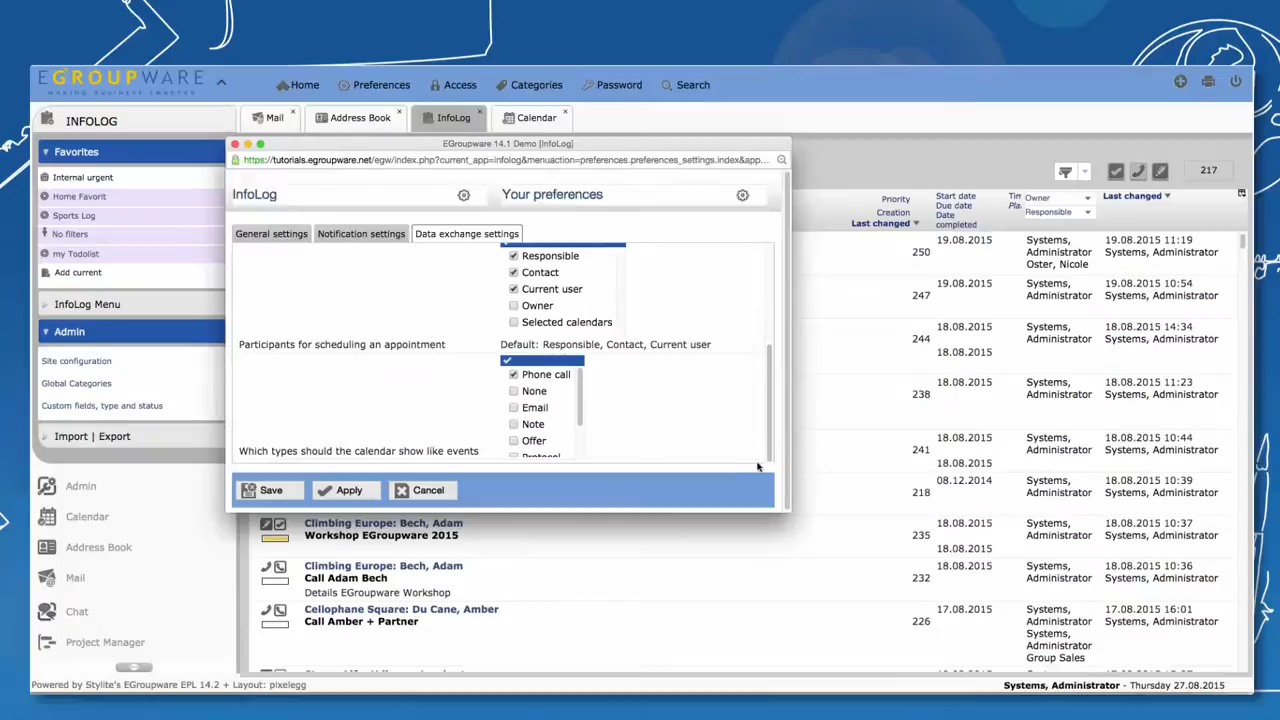 EGROUPWARE
MAKING BUSINESS SMARTER
Home
Preferences
Access
Categories
Password
Search
INFOLOG
Mail
Address Book
InfoLog
Calendar
Favorites
Internal urgent
Home Favorit
Sports Log
No filters
my Todolist
Add current
InfoLog Menu
Admin
Site configuration
Global Categories
Custom fields, type and status
Import | Export
Admin
Calendar
Address Book
Mail
Chat
Project Manager
EGroupware 14.1 Demo [InfoLog]
https://tutorials.egroupware.net/egw/index.php?current_app=infolog&menuaction=preferences.preferences_settings.index&app...
InfoLog
Your preferences
General settings
Notification settings
Data exchange settings
Responsible
Contact
Current user
Owner
Selected calendars
Participants for scheduling an appointment
Default: Responsible, Contact, Current user
Phone call
None
Email
Note
Offer
Protocol
Which types should the calendar show like events
Save
Apply
Cancel
217
Priority
Creation
Last changed
Start date
Due date
Date
completed
Owner
Responsible
Last changed
250
19.08.2015
Systems,
Administrator
Oster, Nicole
19.08.2015 11:19
Systems, Administrator
247
19.08.2015
Systems,
Administrator
19.08.2015 10:54
Systems, Administrator
244
18.08.2015
18.08.2015
Systems,
Administrator
18.08.2015 14:34
Systems, Administrator
238
18.08.2015
Systems,
Administrator
18.08.2015 11:23
Systems, Administrator
241
18.08.2015
18.08.2015
Systems,
Administrator
18.08.2015 10:44
Systems, Administrator
218
08.12.2014
Systems,
Administrator
18.08.2015 10:39
Systems, Administrator
Climbing Europe: Bech, Adam
Workshop EGroupware 2015
235
18.08.2015
18.08.2015
Systems,
Administrator
18.08.2015 10:37
Systems, Administrator
Climbing Europe: Bech, Adam
Call Adam Bech
Details EGroupware Workshop
232
18.08.2015
Systems,
Administrator
18.08.2015 10:36
Systems, Administrator
Cellophane Square: Du Cane, Amber
Call Amber + Partner
226
17.08.2015
Systems,
Administrator
Systems,
Administrator
Group Sales
17.08.2015 16:01
Systems, Administrator
Powered by Stylite's EGroupware EPL 14.2 + Layout: pixelegg
Systems, Administrator - Thursday 27.08.2015